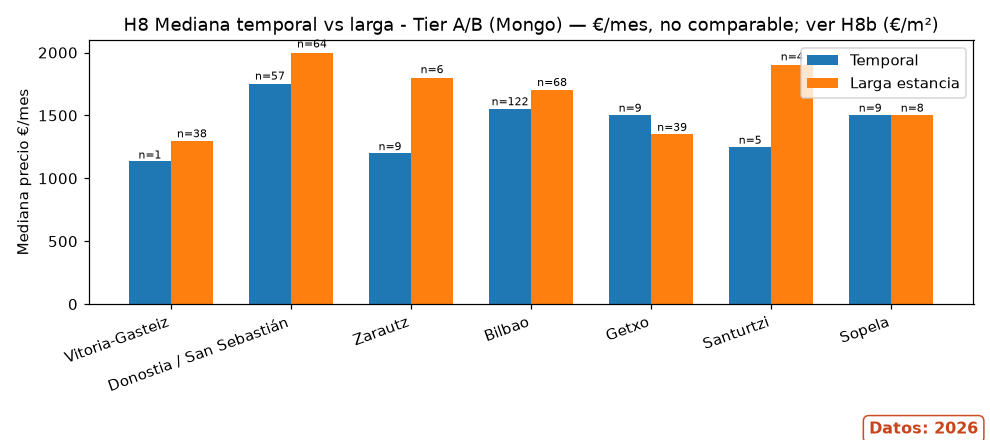 H8 Mediana temporal vs larga - Tier A/B (Mongo) — €/mes, no comparable; ver H8b (€/m²)
Mediana precio €/mes
2000
1500
1000
500
0
n=1
n=38
n=57
n=64
n=9
n=6
n=122
n=68
n=9
n=39
n=5
n=9
n=8
Temporal
Larga estancia
Vitoria-Gasteiz
Donostia / San Sebastián
Zarautz
Bilbao
Getxo
Santurtzi
Sopela
Datos: 2026